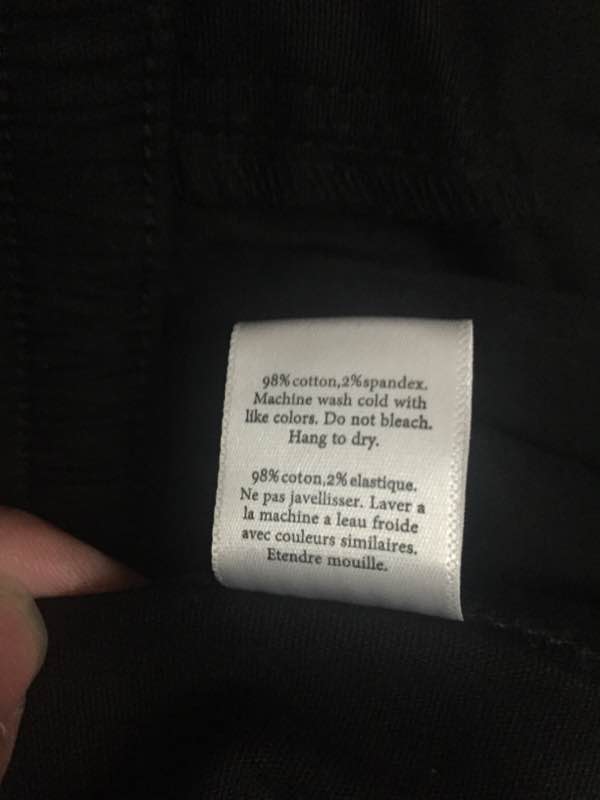 98% cotton,2%spandex.
Machine wash cold with
like colors. Do not bleach.
Hang to dry.
98% coton,2% elastique.
Ne pas javellisser. Laver a
la machine a leau froide
avec couleurs similaires.
Etendre mouille.